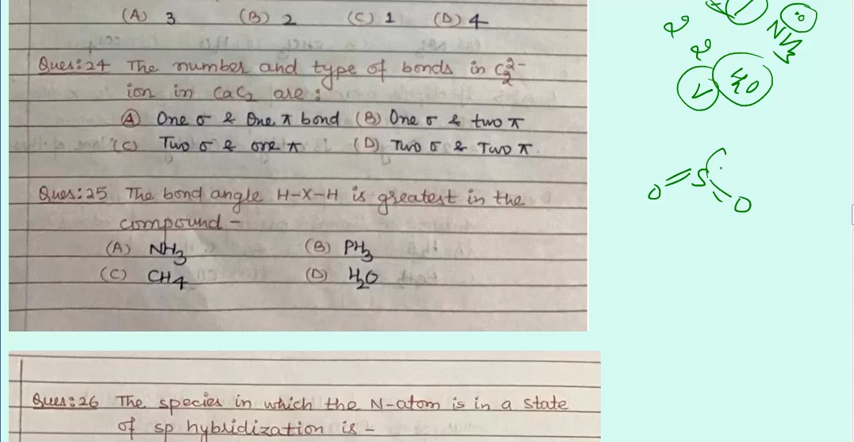 (A) 3 (B) 2 (C) 1 (D) 4
Ques:24 The number and type of bonds in C₂²⁻
ion in CaC₂ are:
(A) One σ & One π bond (B) One σ & two π
(C) Two σ & one π (D) Two σ & Two π.
Ques:25 The bond angle H-X-H is greatest in the
compound-
(A) NH₃ (B) PH₃
(C) CH₄ (D) H₂O
Ques:26 The species in which the N-atom is in a state
of sp hybridization is-
O=S=O